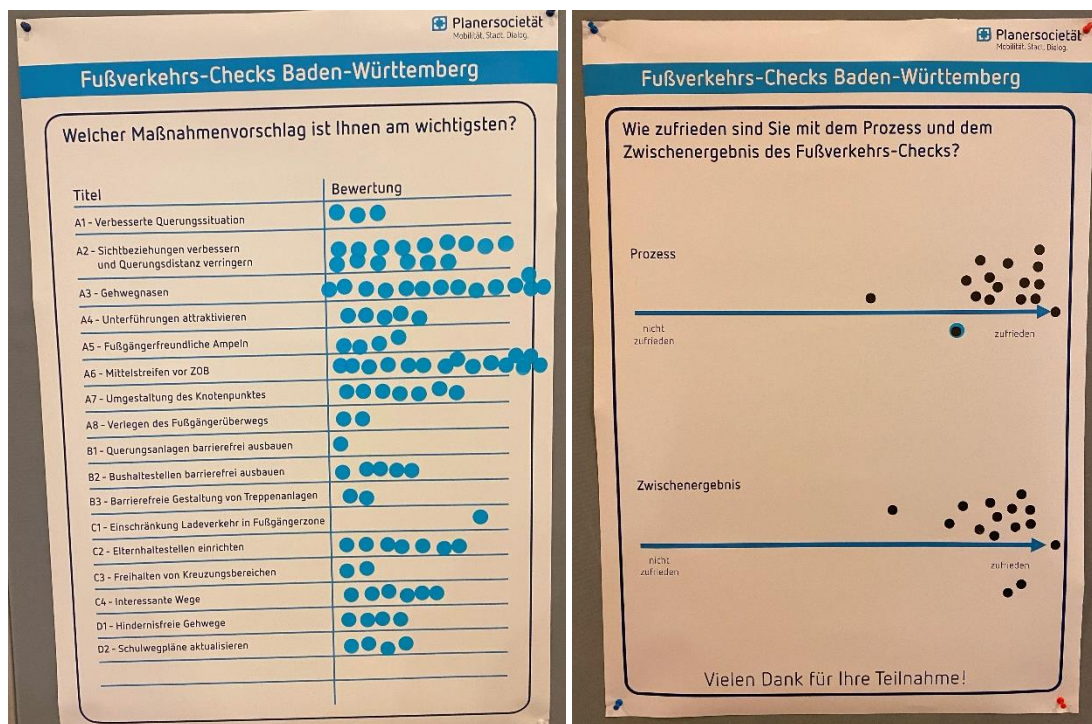 Planersocietät
Mobilität. Stadt. Dialog.
Fußverkehrs-Checks Baden-Württemberg
Welcher Maßnahmenvorschlag ist Ihnen am wichtigsten?
Titel
Bewertung
A1 - Verbesserte Querungssituation
A2 - Sichtbeziehungen verbessern
und Querungsdistanz verringern
A3 - Gehwegnasen
A4 - Unterführungen attraktivieren
A5 - Fußgängerfreundliche Ampeln
A6 - Mittelstreifen vor ZOB
A7 - Umgestaltung des Knotenpunktes
A8 - Verlegen des Fußgängerüberwegs
B1 - Querungsanlagen barrierefrei ausbauen
B2 - Bushaltestellen barrierefrei ausbauen
B3 - Barrierefreie Gestaltung von Treppenanlagen
C1 - Einschränkung Ladeverkehr in Fußgängerzone
C2 - Elternhaltestellen einrichten
C3 - Freihalten von Kreuzungsbereichen
C4 - Interessante Wege
D1 - Hindernisfreie Gehwege
D2 - Schulwegpläne aktualisieren
Planersocietät
Mobilität. Stadt. Dialog.
Fußverkehrs-Checks Baden-Württemberg
Wie zufrieden sind Sie mit dem Prozess und dem
Zwischenergebnis des Fußverkehrs-Checks?
Prozess
nicht
zufrieden
zufrieden
Zwischenergebnis
nicht
zufrieden
zufrieden
Vielen Dank für Ihre Teilnahme!